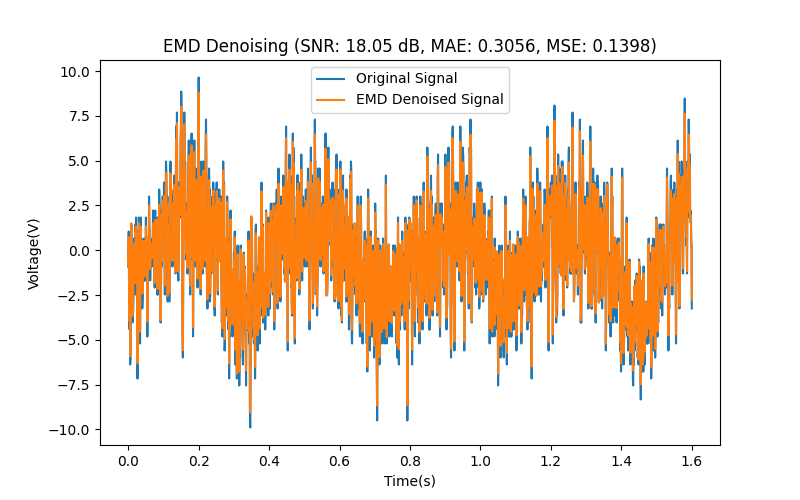 EMD Denoising (SNR: 18.05 dB, MAE: 0.3056, MSE: 0.1398)
Original Signal
EMD Denoised Signal
Voltage(V)
10.0
7.5
5.0
2.5
0.0
−2.5
−5.0
−7.5
−10.0
0.0 0.2 0.4 0.6 0.8 1.0 1.2 1.4 1.6
Time(s)